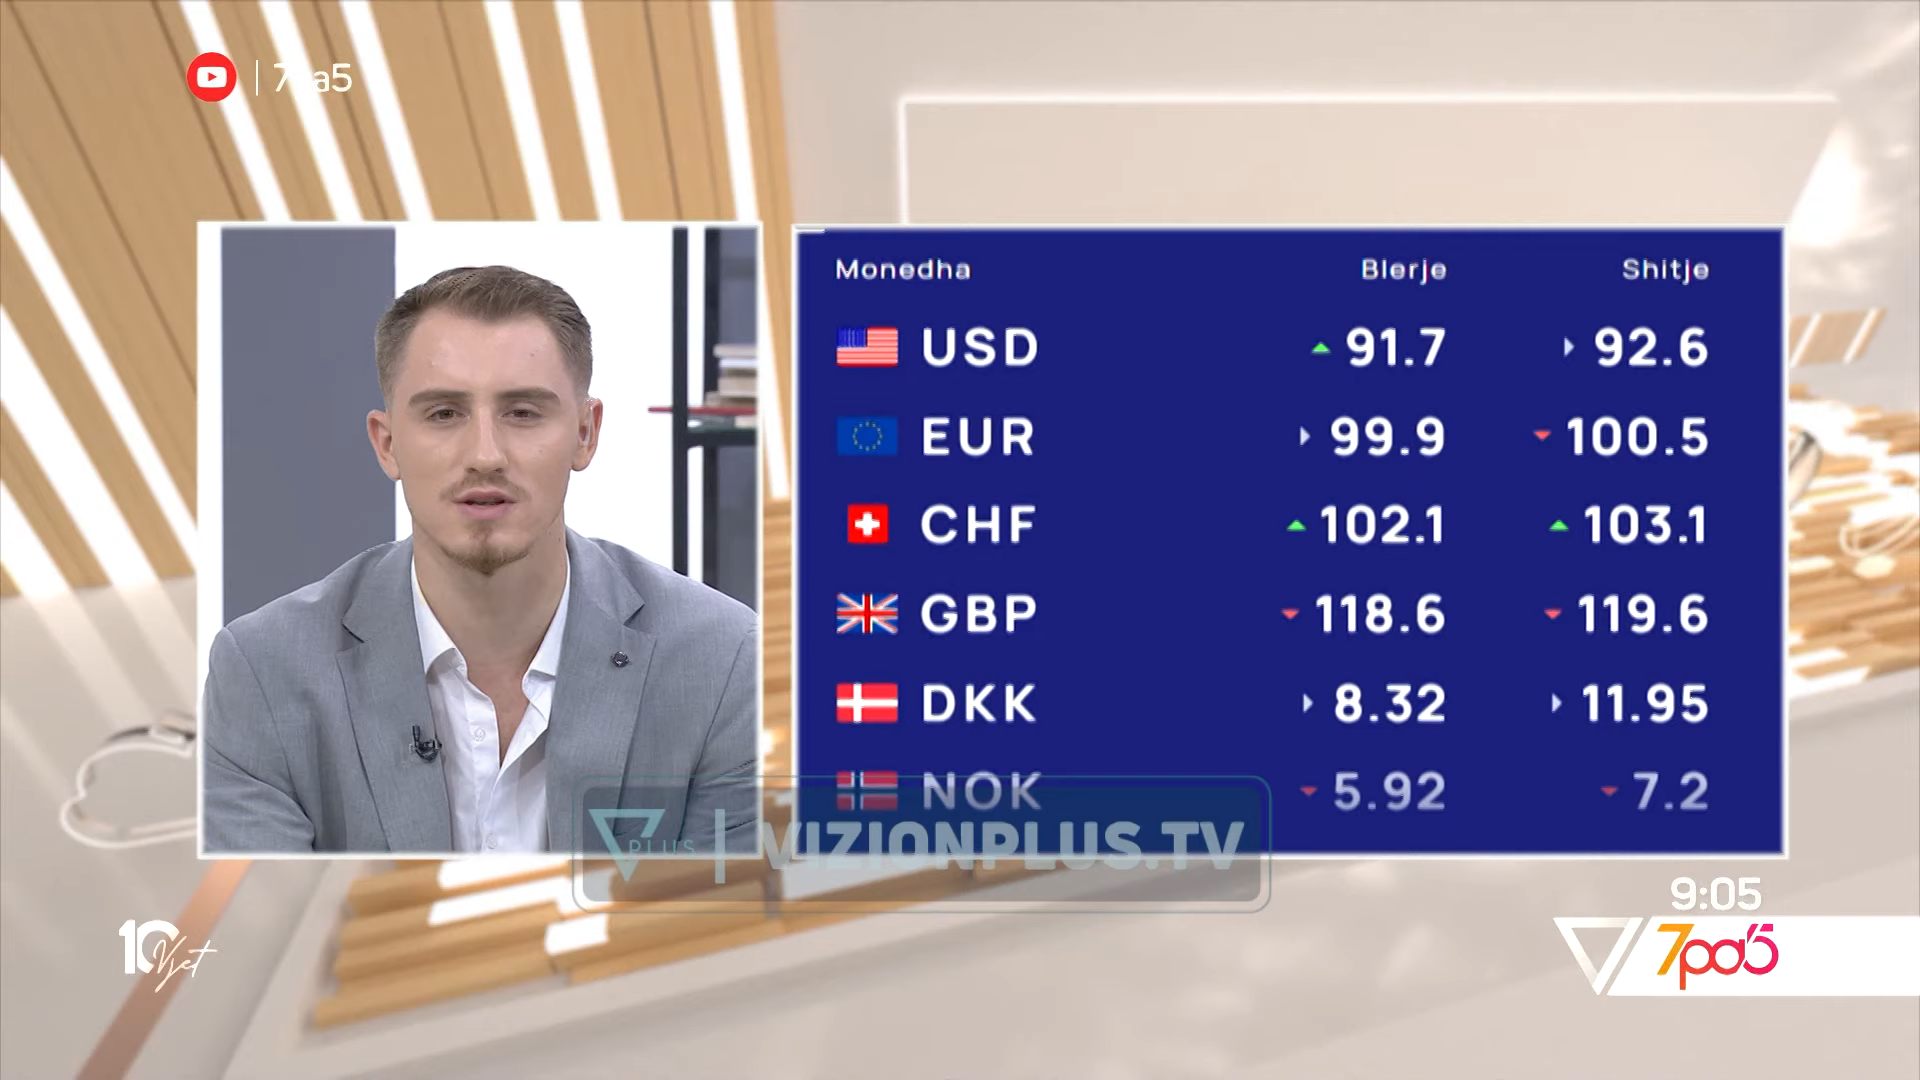 7pa5
Monedha Blerje Shitje
USD 91.7 92.6
EUR 99.9 100.5
CHF 102.1 103.1
GBP 118.6 119.6
DKK 8.32 11.95
NOK 5.92 7.2
PLUS | VIZIONPLUS.TV
9:05
10 Vjet
7pa5